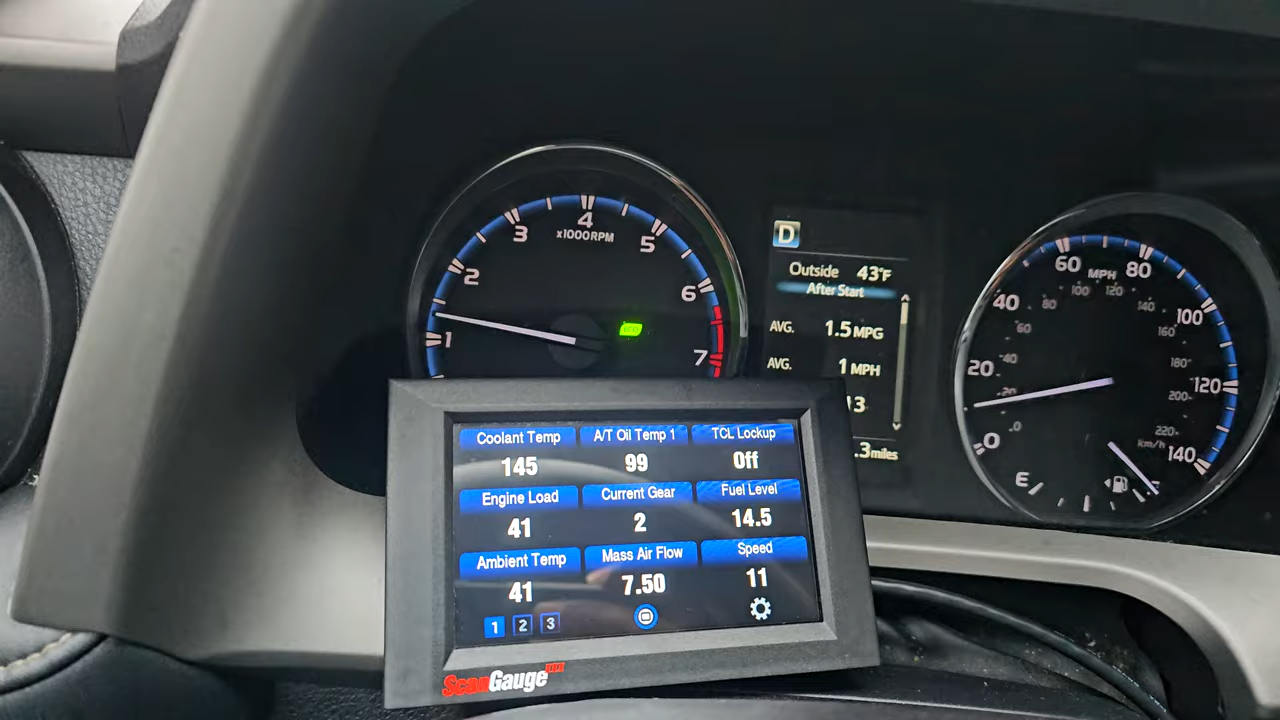 4
3
5
x1000RPM
2
6
1
7
D
Outside 43°F
After Start
AVG. 1.5 MPG
AVG. 1 MPH
13
.3 miles
60 MPH 80
100 120
40 80 140 100
60 160
20 40 180 120
20 200
0 0 220
km/h 140
E
Coolant Temp A/T Oil Temp 1 TCL Lockup
145 99 Off
Engine Load Current Gear Fuel Level
41 2 14.5
Ambient Temp Mass Air Flow Speed
41 7.50 11
1 2 3
ScanGauge